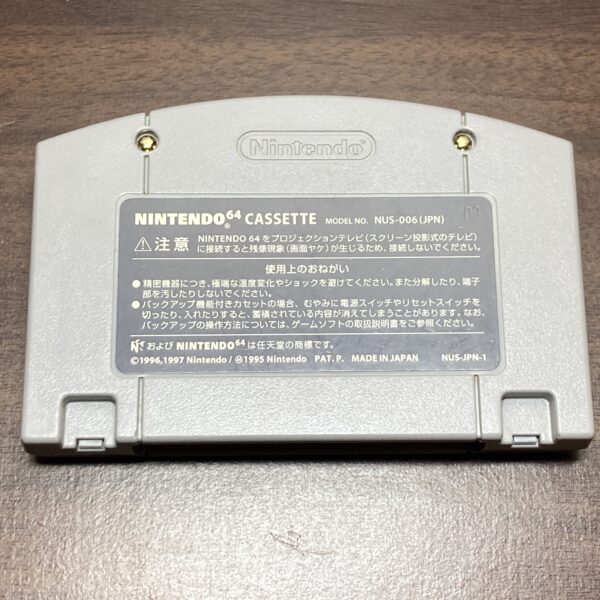 Nintendo
NINTENDO64 CASSETTE MODEL NO. NUS-006(JPN)
⚠注意 NINTENDO 64をプロジェクションテレビ(スクリーン投影式のテレビ)
に接続すると残像現象(画面ヤケ)が生じるため、接続しないでください。
使用上のおねがい
●精密機器につき、極端な温度変化やショックを避けてください。また分解したり、端子
部を汚したりしないでください。
●バックアップ機能付きカセットの場合、むやみに電源スイッチやリセットスイッチを
切ったり、入れたりすると、蓄積されている内容が消えてしまうことがあります。なお、
バックアップの操作方法については、ゲームソフトの取扱説明書をご参照ください。
および NINTENDO64は任天堂の商標です。
©1996,1997 Nintendo/Ⓜ1995 Nintendo PAT. P. MADE IN JAPAN NUS-JPN-1